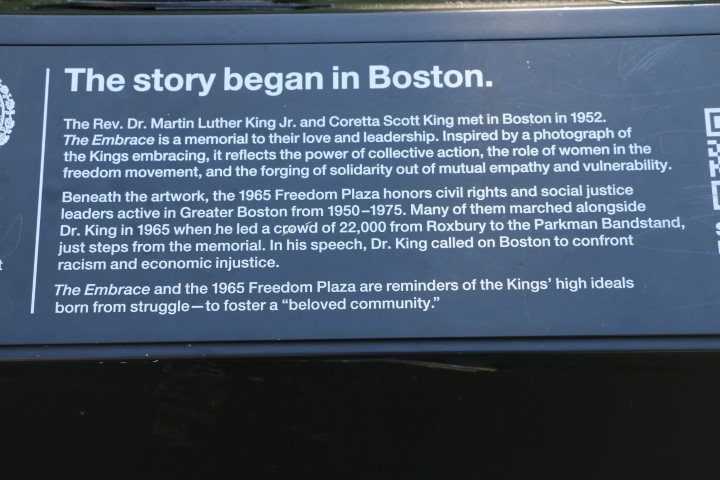 The story began in Boston.
The Rev. Dr. Martin Luther King Jr. and Coretta Scott King met in Boston in 1952.
The Embrace is a memorial to their love and leadership. Inspired by a photograph of
the Kings embracing, it reflects the power of collective action, the role of women in the
freedom movement, and the forging of solidarity out of mutual empathy and vulnerability.
Beneath the artwork, the 1965 Freedom Plaza honors civil rights and social justice
leaders active in Greater Boston from 1950–1975. Many of them marched alongside
Dr. King in 1965 when he led a crowd of 22,000 from Roxbury to the Parkman Bandstand,
just steps from the memorial. In his speech, Dr. King called on Boston to confront
racism and economic injustice.
The Embrace and the 1965 Freedom Plaza are reminders of the Kings’ high ideals
born from struggle—to foster a “beloved community.”